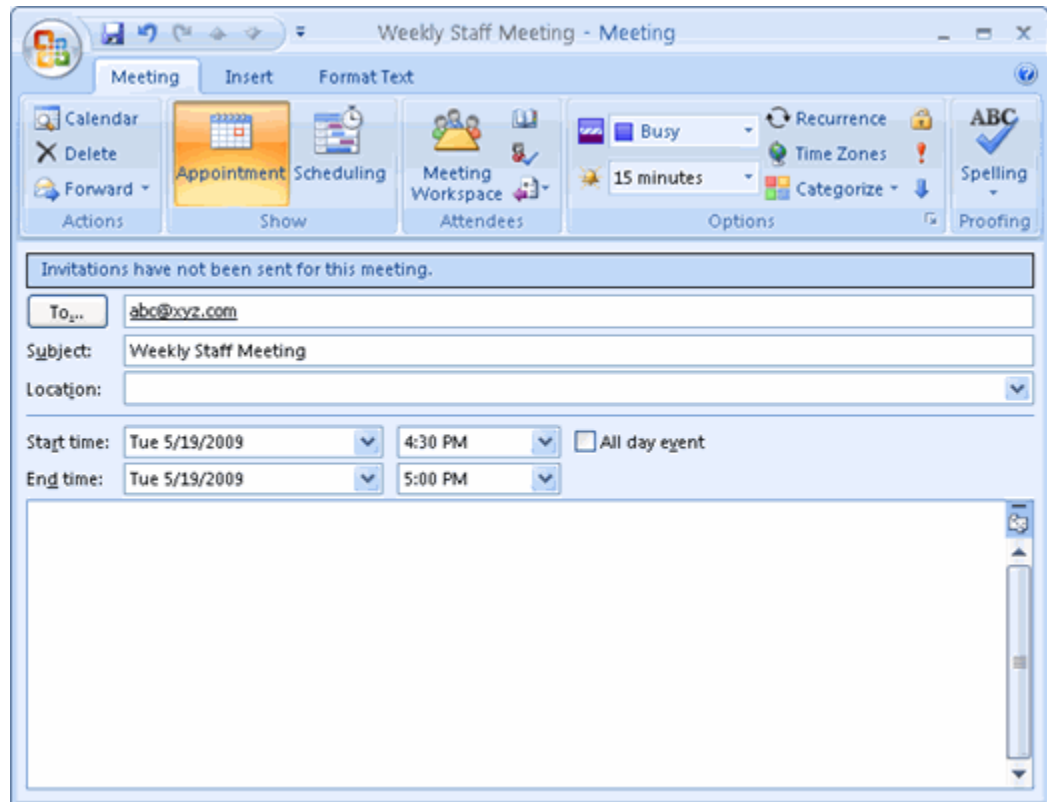 Weekly Staff Meeting - Meeting
Meeting Insert Format Text
Calendar
Delete
Forward
Actions
Appointment Scheduling
Show
Meeting Workspace
Attendees
Busy
15 minutes
Recurrence
Time Zones
Categorize
Options
ABC
Spelling
Proofing
Invitations have not been sent for this meeting.
To... abc@xyz.com
Subject: Weekly Staff Meeting
Location:
Start time: Tue 5/19/2009 4:30 PM All day event
End time: Tue 5/19/2009 5:00 PM